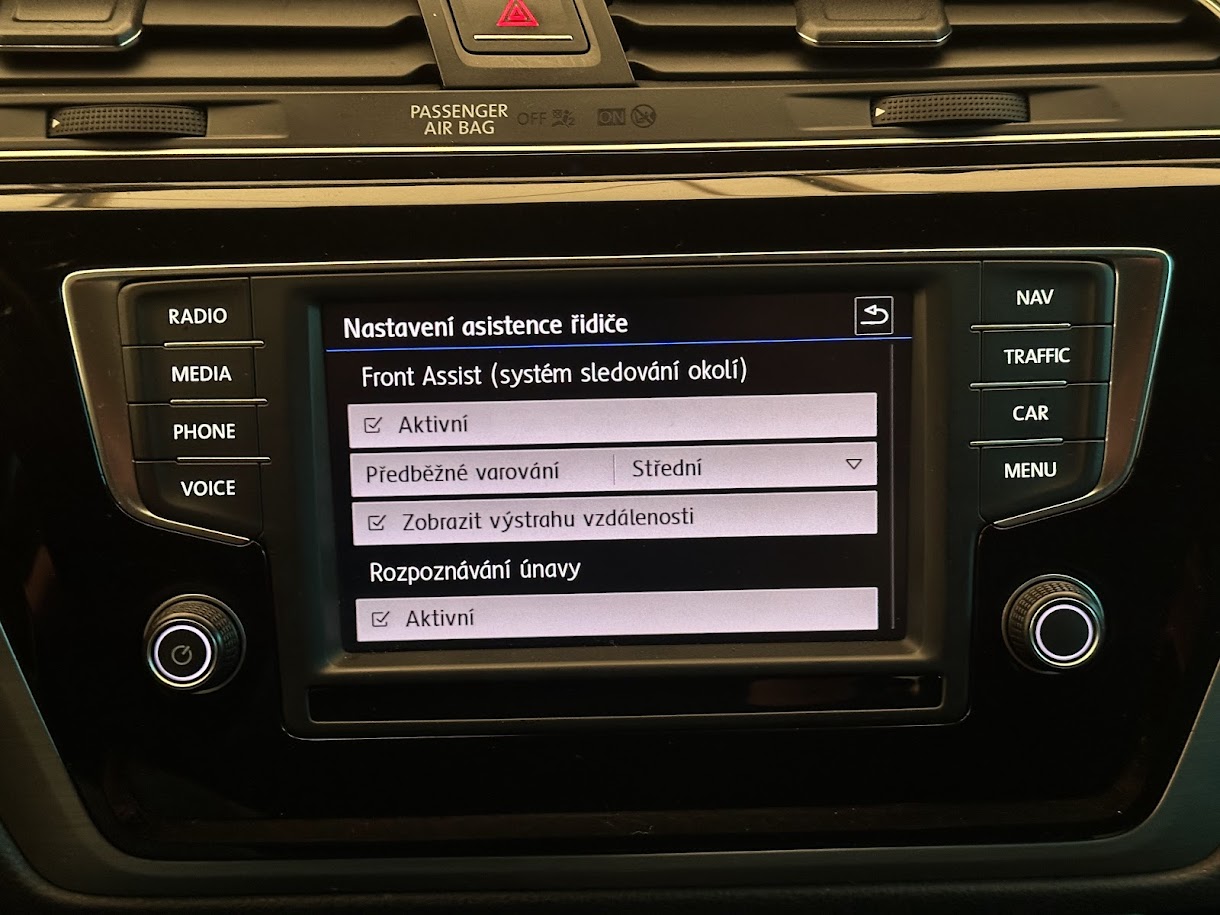 PASSENGER
AIR BAG
OFF
ON
RADIO
MEDIA
PHONE
VOICE
Nastavení asistence řidiče
Front Assist (systém sledování okolí)
Aktivní
Předběžné varování Střední
Zobrazit výstrahu vzdálenosti
Rozpoznávání únavy
Aktivní
NAV
TRAFFIC
CAR
MENU